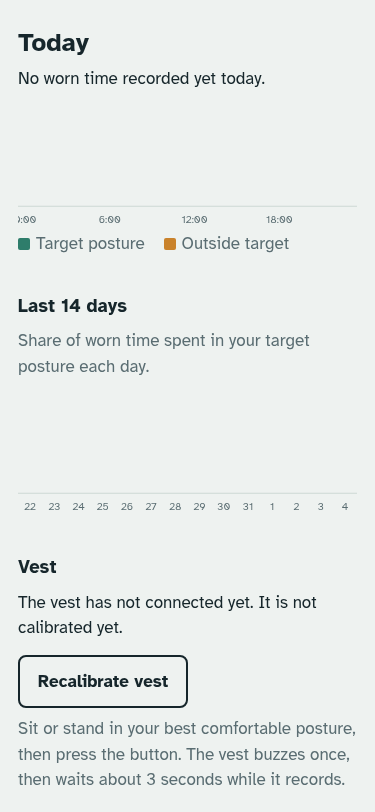 Today
No worn time recorded yet today.
6:00 12:00 18:00
Target posture Outside target
Last 14 days
Share of worn time spent in your target
posture each day.
22 23 24 25 26 27 28 29 30 31 1 2 3 4
Vest
The vest has not connected yet. It is not
calibrated yet.
Recalibrate vest
Sit or stand in your best comfortable posture,
then press the button. The vest buzzes once,
then waits about 3 seconds while it records.